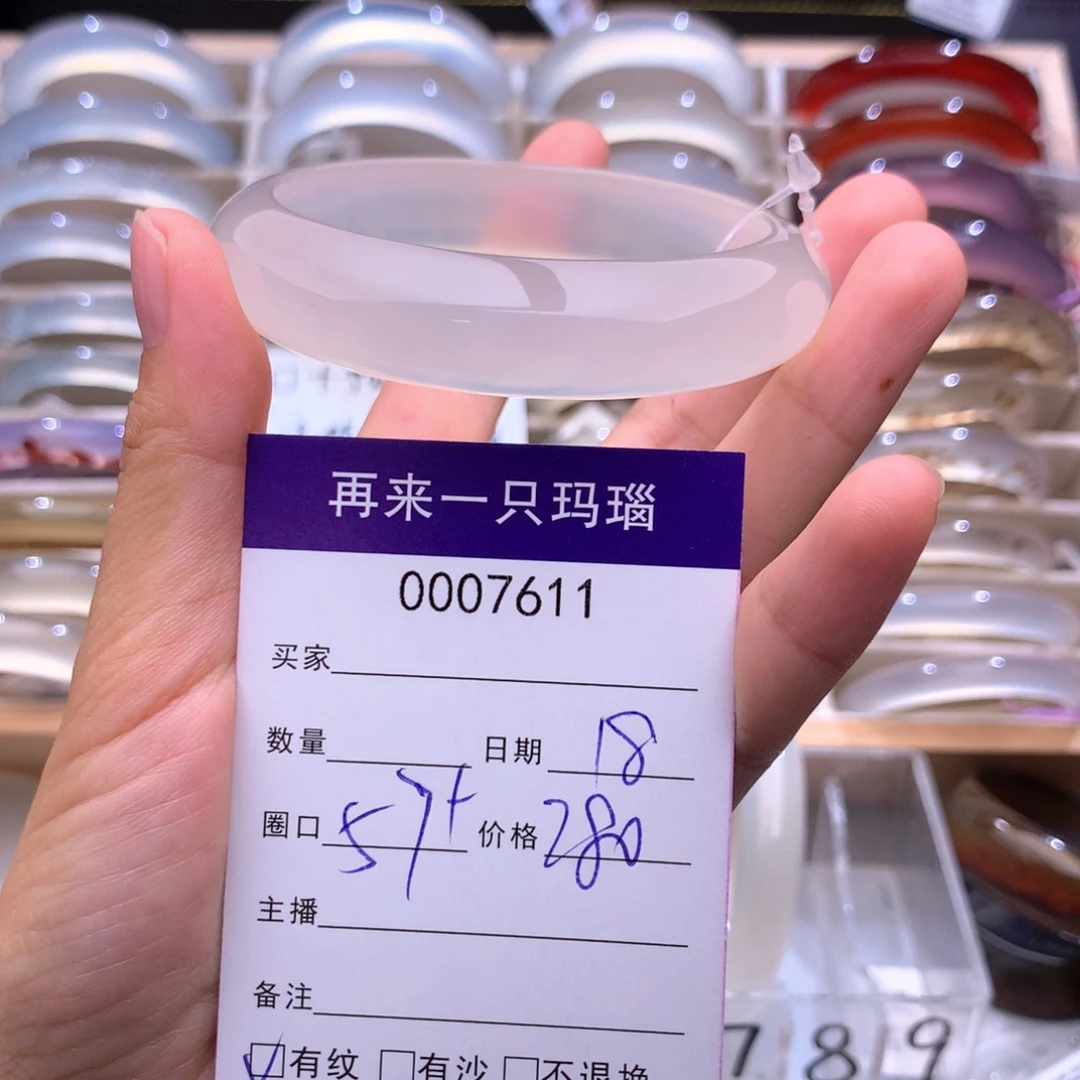 再来一只玛瑙
0007611
买家
数量 日期 18
圈口 57+ 价格 280
主播
备注
☑有纹 □有沙 □不退换
7 8 9